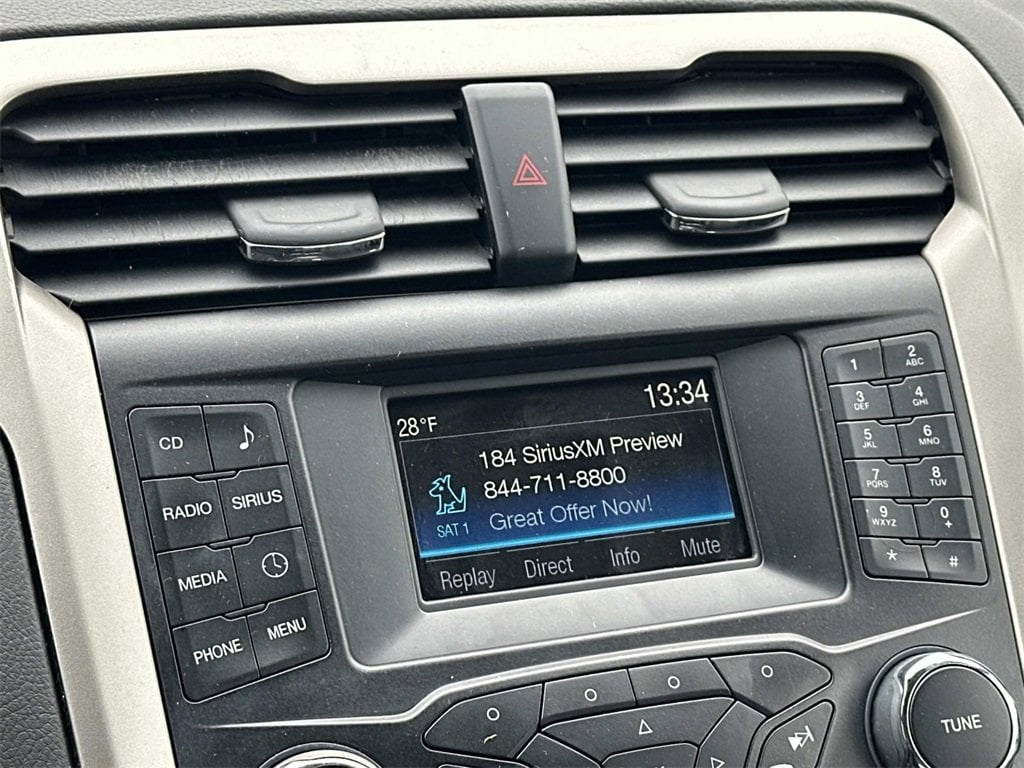 28°F
13:34
184 SiriusXM Preview
844-711-8800
SAT 1
Great Offer Now!
Replay Direct Info Mute
CD
RADIO SIRIUS
MEDIA
PHONE MENU
1 2 ABC
3 DEF 4 GHI
5 JKL 6 MNO
7 PQRS 8 TUV
9 WXYZ 0 +
* #
TUNE